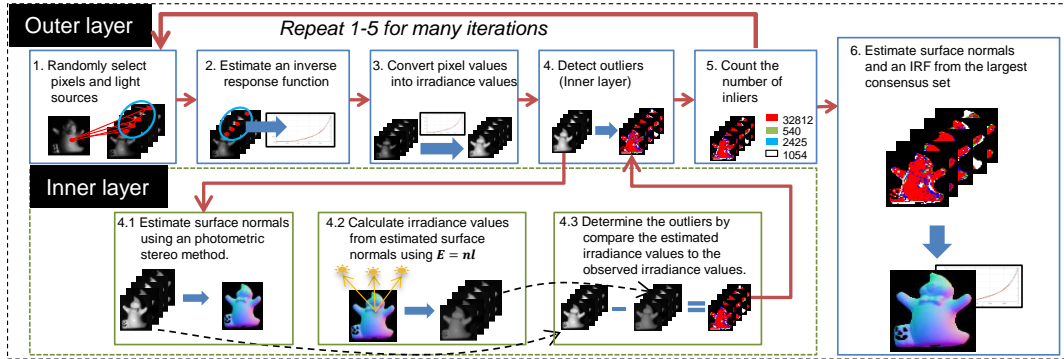 Outer layer
Repeat 1-5 for many iterations
1. Randomly select
pixels and light
sources
2. Estimate an inverse
response function
3. Convert pixel values
into irradiance values
4. Detect outliers
(Inner layer)
5. Count the
number of
inliers
32812
540
2425
1054
6. Estimate surface normals
and an IRF from the largest
consensus set
Inner layer
4.1 Estimate surface normals
using an photometric
stereo method.
4.2 Calculate irradiance values
from estimated surface
normals using E = nl
4.3 Determine the outliers by
compare the estimated
irradiance values to the
observed irradiance values.